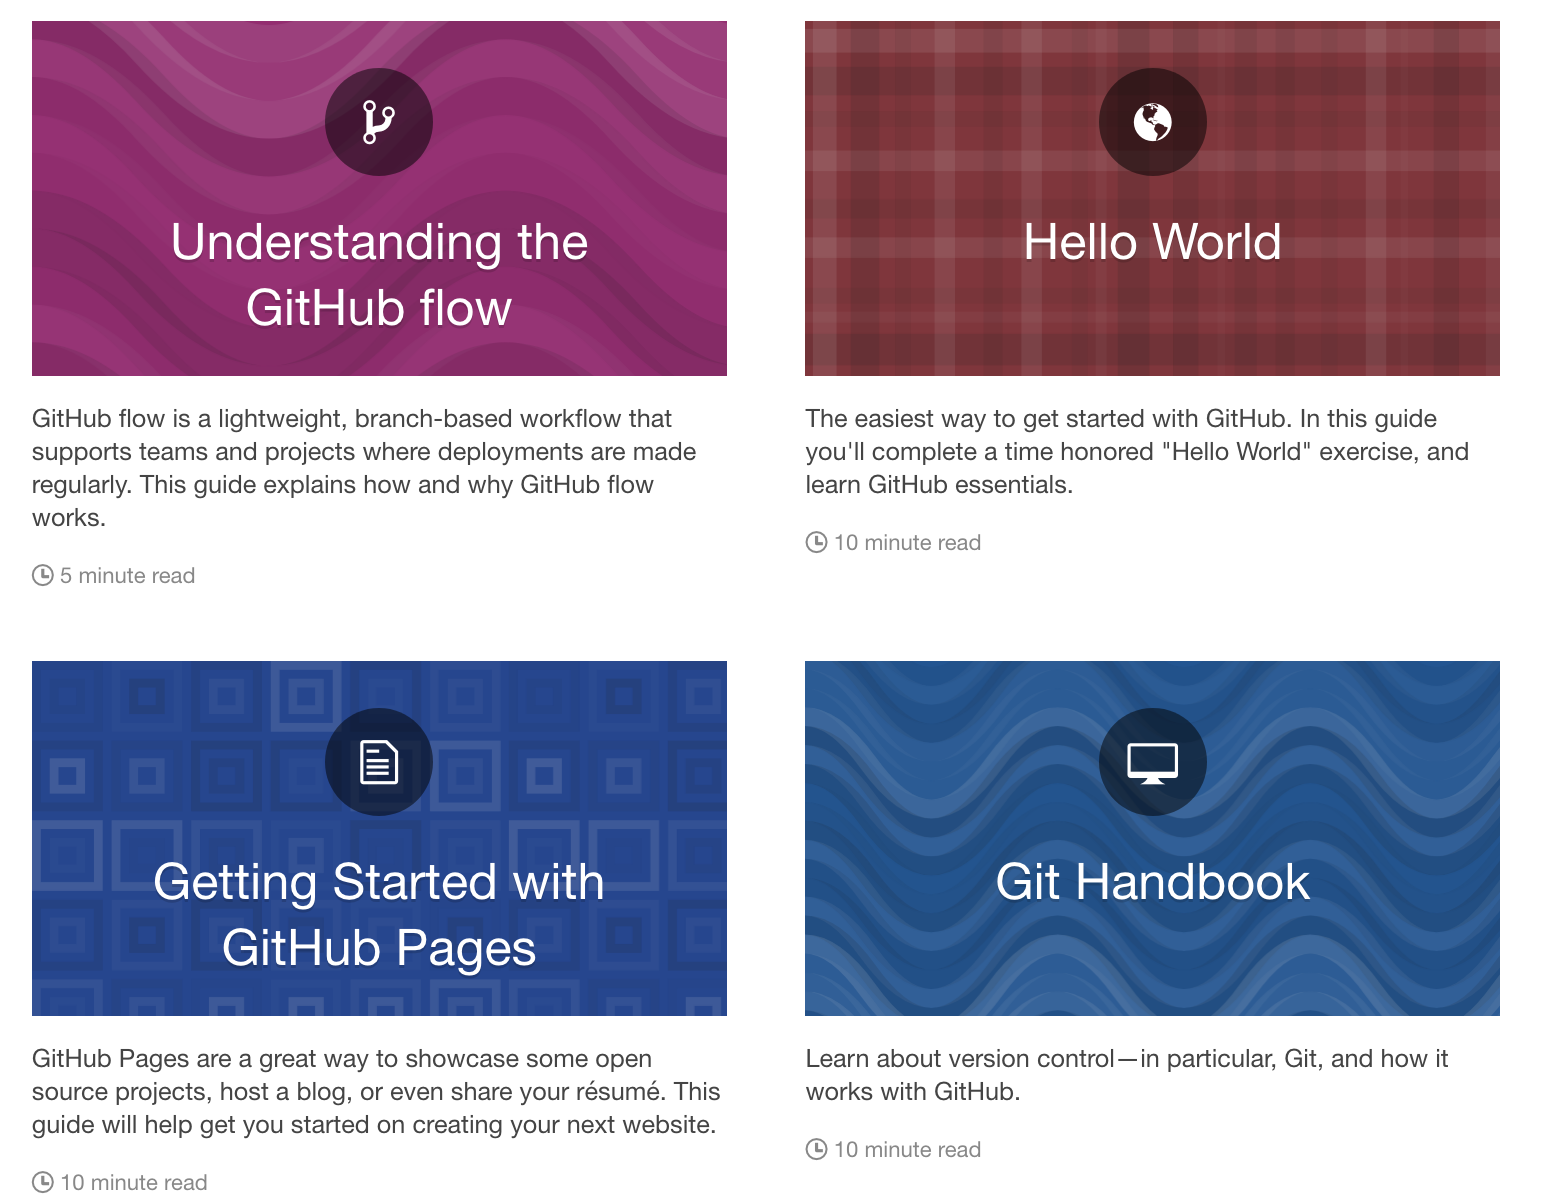 Understanding the
GitHub flow
GitHub flow is a lightweight, branch-based workflow that
supports teams and projects where deployments are made
regularly. This guide explains how and why GitHub flow
works.
5 minute read
Hello World
The easiest way to get started with GitHub. In this guide
you'll complete a time honored "Hello World" exercise, and
learn GitHub essentials.
10 minute read
Getting Started with
GitHub Pages
GitHub Pages are a great way to showcase some open
source projects, host a blog, or even share your résumé. This
guide will help get you started on creating your next website.
10 minute read
Git Handbook
Learn about version control—in particular, Git, and how it
works with GitHub.
10 minute read